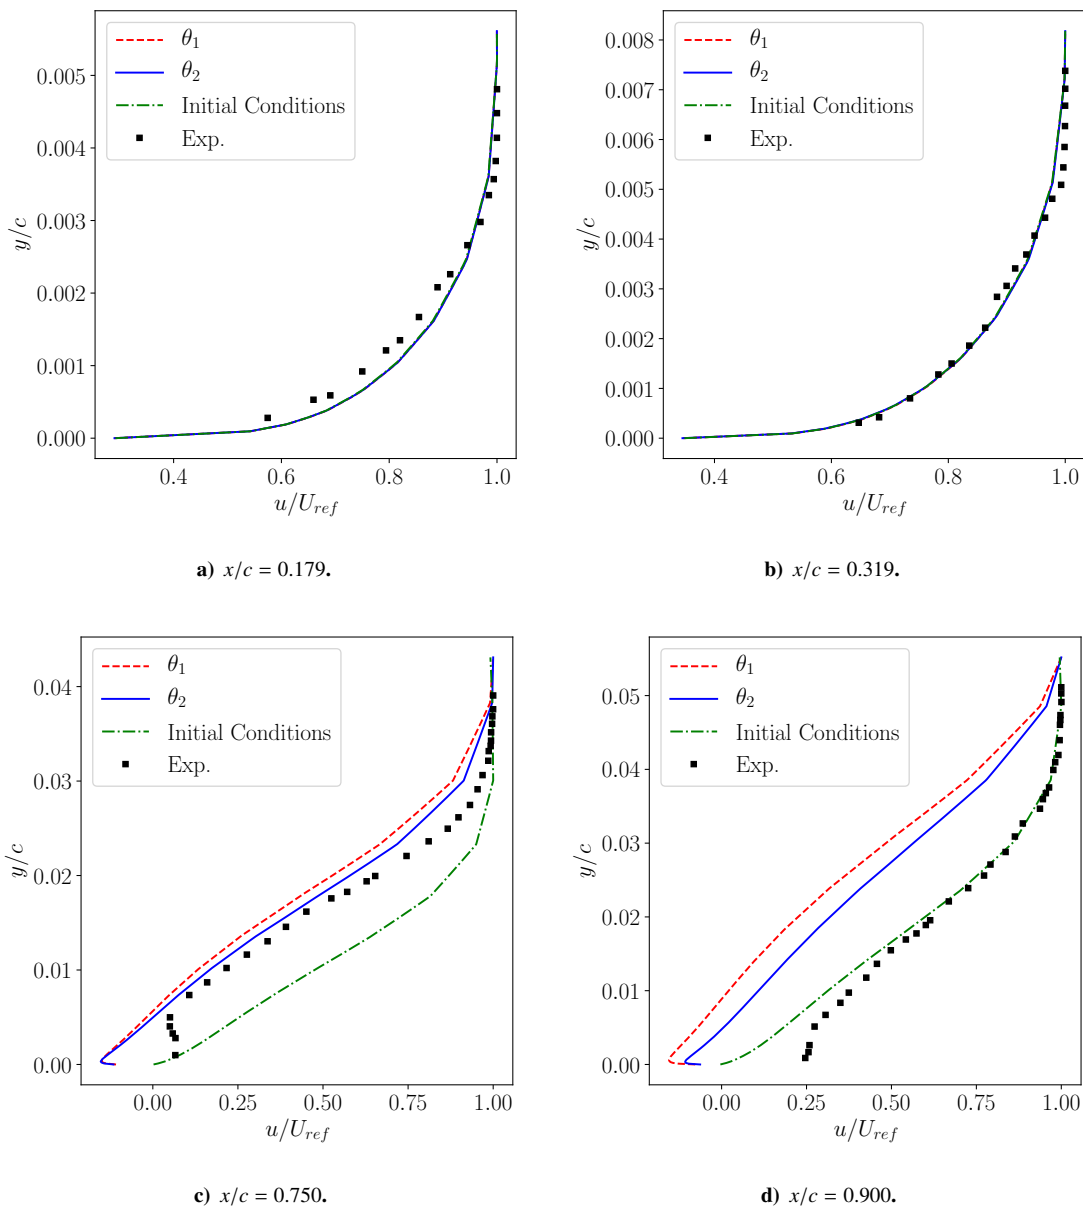 θ1
θ2
Initial Conditions
Exp.
0.005
0.004
0.003
0.002
0.001
0.000
y/c
0.4 0.6 0.8 1.0
u/Uref
a) x/c = 0.179.
θ1
θ2
Initial Conditions
Exp.
0.008
0.007
0.006
0.005
0.004
0.003
0.002
0.001
0.000
y/c
0.4 0.6 0.8 1.0
u/Uref
b) x/c = 0.319.
θ1
θ2
Initial Conditions
Exp.
0.04
0.03
0.02
0.01
0.00
y/c
0.00 0.25 0.50 0.75 1.00
u/Uref
c) x/c = 0.750.
θ1
θ2
Initial Conditions
Exp.
0.05
0.04
0.03
0.02
0.01
0.00
y/c
0.00 0.25 0.50 0.75 1.00
u/Uref
d) x/c = 0.900.